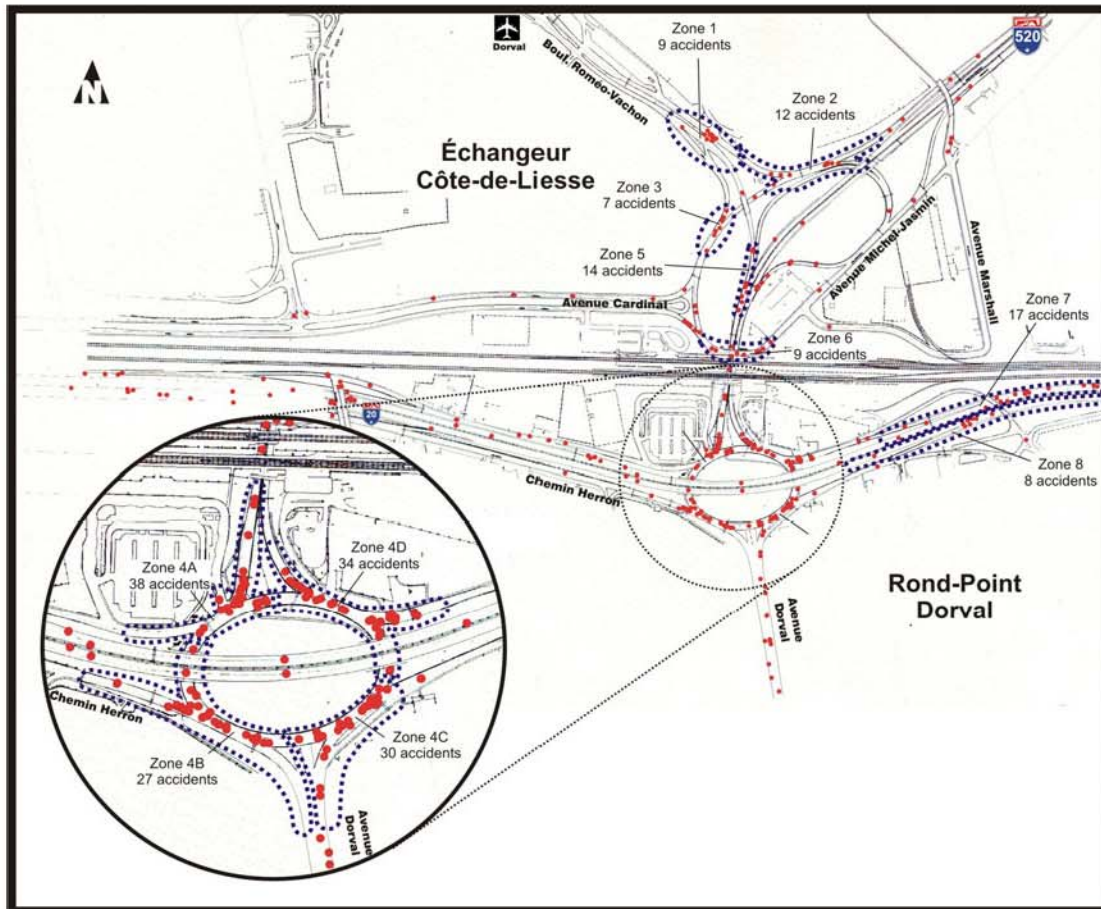 N
Dorval
Boul. Romeo-Vachon
Zone 1
9 accidents
520
Zone 2
12 accidents
Échangeur
Côte-de-Liesse
Zone 3
7 accidents
Zone 5
14 accidents
Avenue Michel-Jasmin
Avenue Marshall
Avenue Cardinal
Zone 6
9 accidents
Zone 7
17 accidents
20
Chemin Herron
Zone 8
8 accidents
Rond-Point
Dorval
Avenue
Dorval
Zone 4A
38 accidents
Zone 4D
34 accidents
Chemin Herron
Zone 4B
27 accidents
Zone 4C
30 accidents
Avenue
Dorval